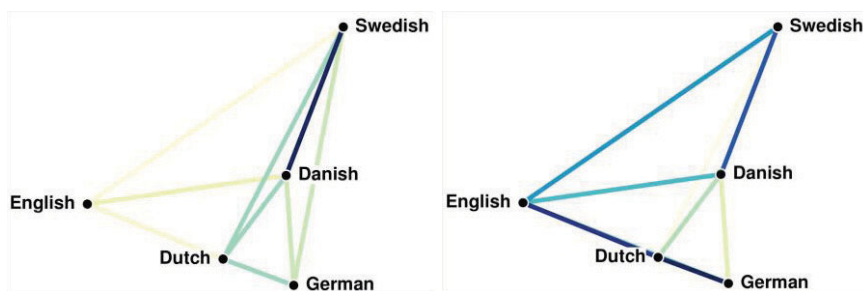 Swedish
Danish
English
Dutch
German
Swedish
Danish
English
Dutch
German